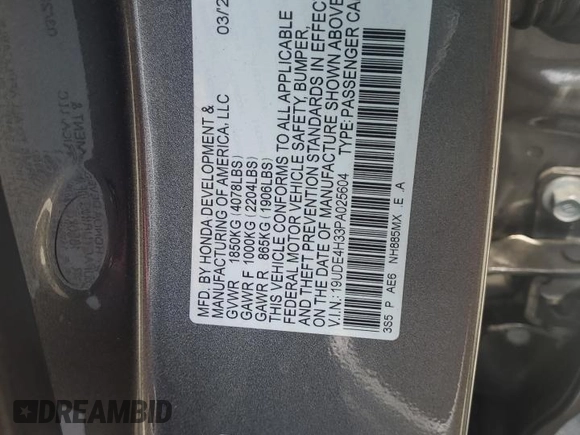 MFD. BY HONDA DEVELOPMENT &
MANUFACTURING OF AMERICA, LLC 03/2
GVWR 1850KG (4078LBS)
GAWR F 1000KG (2204LBS)
GAWR R 865KG (1906LBS)
THIS VEHICLE CONFORMS TO ALL APPLICABLE
FEDERAL MOTOR VEHICLE SAFETY, BUMPER,
AND THEFT PREVENTION STANDARDS IN EFFEC
ON THE DATE OF MANUFACTURE SHOWN ABOVE
V.I.N.: 19UDE4H33PA025604 TYPE: PASSENGER CA
3S5 P AE6 NH885MX E A
DREAMBID